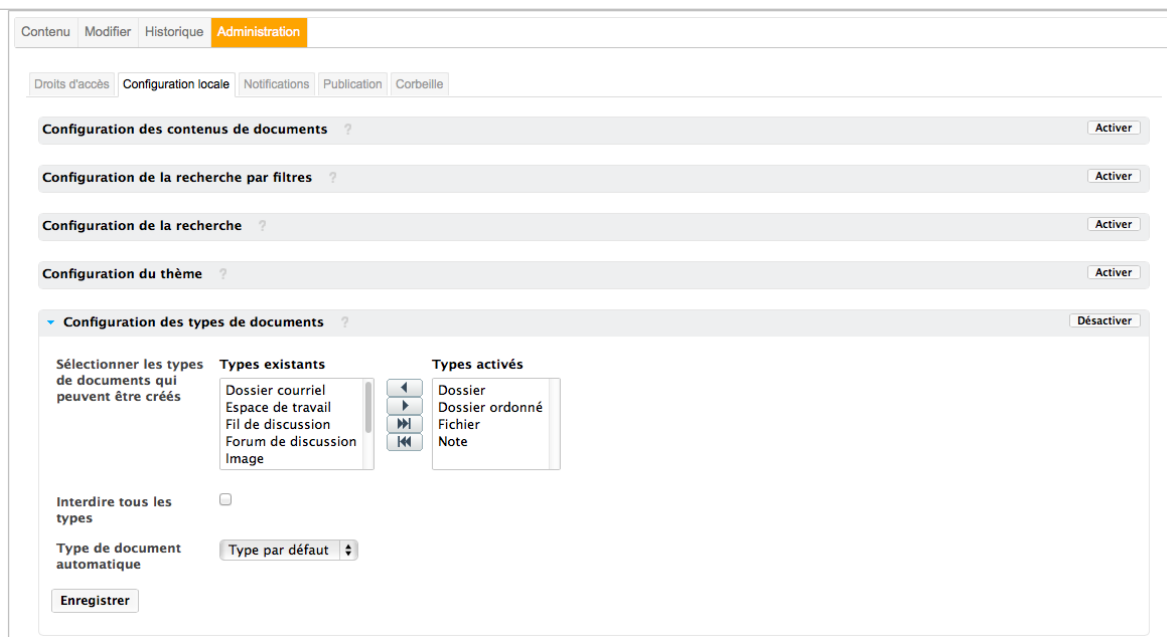 Contenu Modifier Historique Administration
Droits d'accès Configuration locale Notifications Publication Corbeille
Configuration des contenus de documents ? Activer
Configuration de la recherche par filtres ? Activer
Configuration de la recherche ? Activer
Configuration du thème ? Activer
Configuration des types de documents ? Désactiver
Sélectionner les types Types existants Types activés
de documents qui Dossier courriel Dossier
peuvent être créés Espace de travail Dossier ordonné
Fil de discussion Fichier
Forum de discussion Note
Image
Interdire tous les
types
Type de document Type par défaut
automatique
Enregistrer